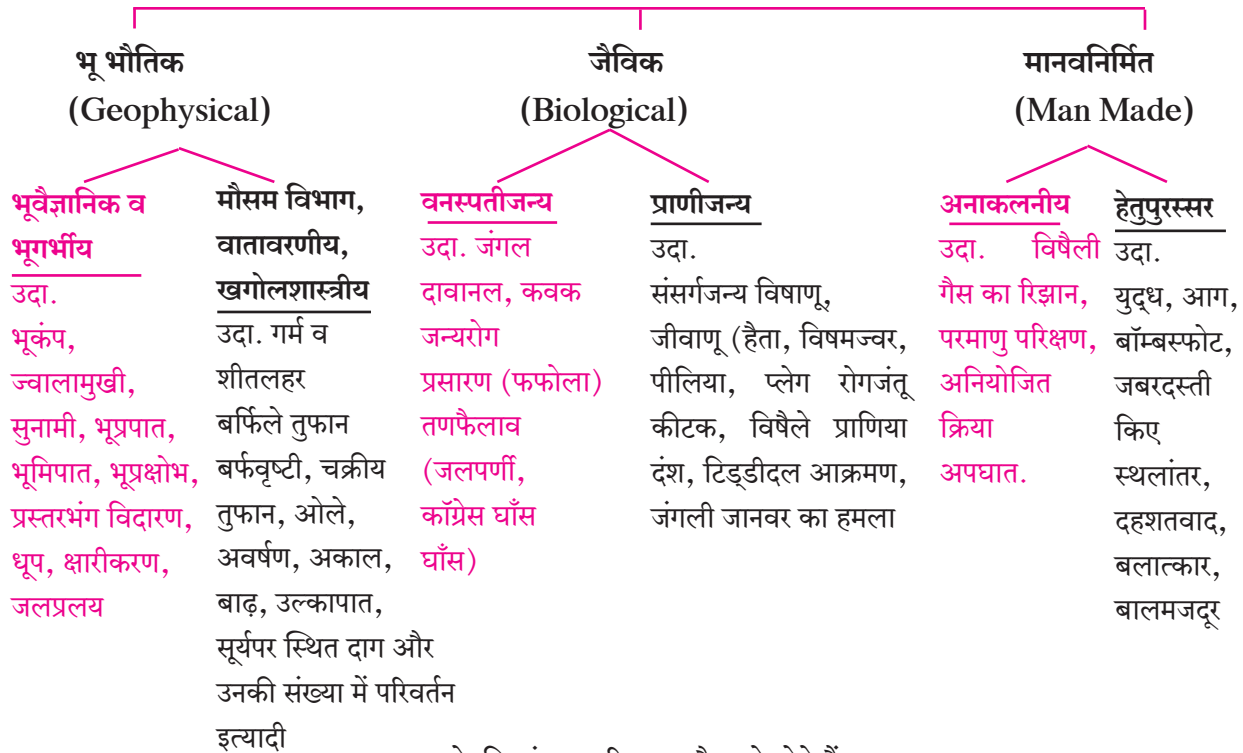 भू भौतिक
(Geophysical)
भूवैज्ञानिक व
भूगर्भीय
उदा.
भूकंप,
ज्वालामुखी,
सुनामी, भूप्रपात,
भूमिपात, भूप्रक्षोभ,
प्रस्तरभंग विदारण,
धूप, क्षारीकरण,
जलप्रलय
मौसम विभाग,
वातावरणीय,
खगोलशास्त्रीय
उदा. गर्म व
शीतलहर
बर्फिले तुफान
बर्फवृष्टी, चक्रीय
तुफान, ओले,
अवर्षण, अकाल,
बाढ़, उल्कापात,
सूर्यपर स्थित दाग और
उनकी संख्या में परिवर्तन
इत्यादी
जैविक
(Biological)
वनस्पतीजन्य
उदा. जंगल
दावानल, कवक
जन्यरोग
प्रसारण (फफोला)
तणफैलाव
(जलपर्णी,
कॉग्रेस घाँस
घाँस)
प्राणीजन्य
उदा.
संसर्गजन्य विषाणू,
जीवाणू (हैता, विषमज्वर,
पीलिया, प्लेग रोगजंतू
कीटक, विषैले प्राणिया
दंश, टिड्डीदल आक्रमण,
जंगली जानवर का हमला
मानवनिर्मित
(Man Made)
अनाकलनीय
उदा. विषैली
गैस का रिझान,
परमाणु परिक्षण,
अनियोजित
क्रिया
अपघात.
हेतुपुरस्सर
उदा.
युद्ध, आग,
बॉम्बस्फोट,
जबरदस्ती
किए
स्थलांतर,
दहशतवाद,
बलात्कार,
बालमजदूर